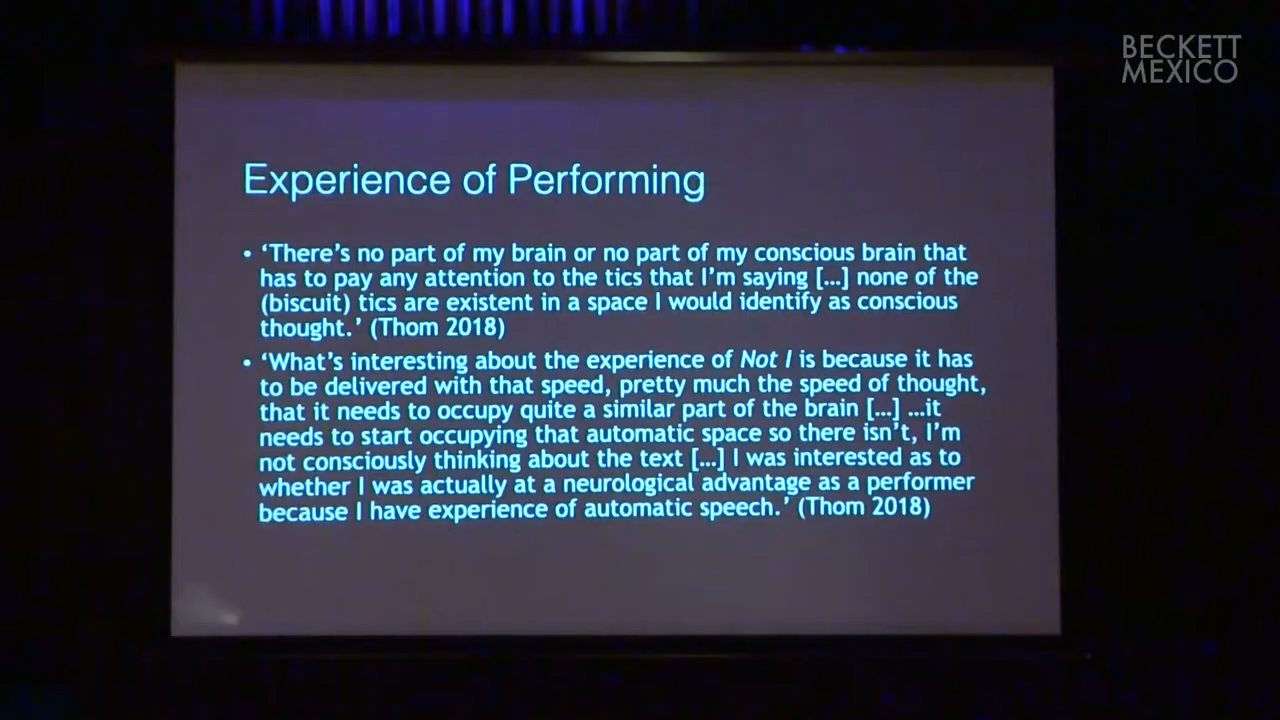 BECKETT
MEXICO
Experience of Performing
• ‘There’s no part of my brain or no part of my conscious brain that
has to pay any attention to the tics that I’m saying […] none of the
(biscuit) tics are existent in a space I would identify as conscious
thought.’ (Thom 2018)
• ‘What’s interesting about the experience of Not I is because it has
to be delivered with that speed, pretty much the speed of thought,
that it needs to occupy quite a similar part of the brain […] …it
needs to start occupying that automatic space so there isn’t, I’m
not consciously thinking about the text […] I was interested as to
whether I was actually at a neurological advantage as a performer
because I have experience of automatic speech.’ (Thom 2018)